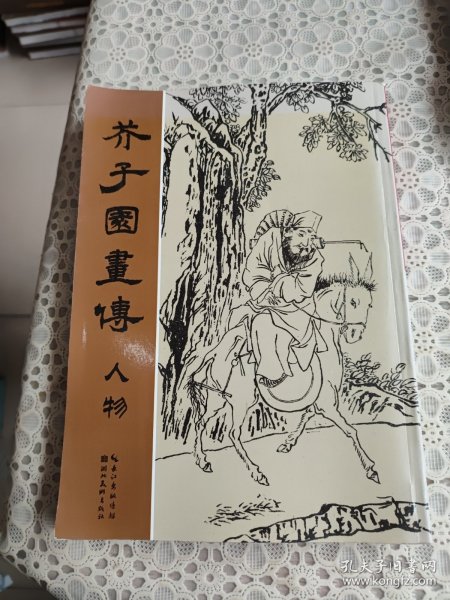 芥子園畫傳
人物
长江出版传媒
湖北美术出版社
孔夫子旧书网
www.kongfz.com